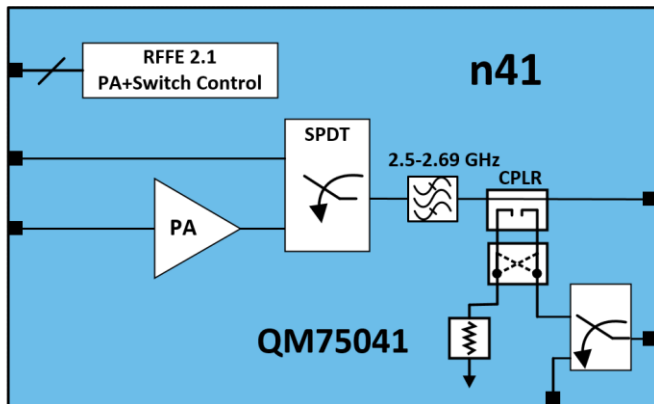 RFFE 2.1
PA+Switch Control
n41
SPDT
2.5-2.69 GHz
CPLR
PA
QM75041